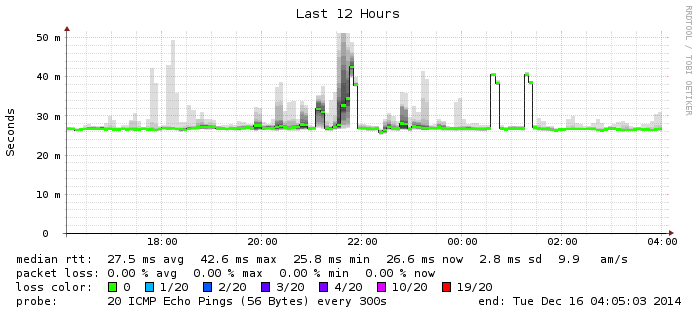 Last 12 Hours
RRDTOOL / TOBI OETIKER
Seconds
50 m
40 m
30 m
20 m
10 m
0
18:00 20:00 22:00 00:00 02:00 04:00
median rtt: 27.5 ms avg 42.6 ms max 25.8 ms min 26.6 ms now 2.8 ms sd 9.9 am/s
packet loss: 0.00 % avg 0.00 % max 0.00 % min 0.00 % now
loss color: 0 1/20 2/20 3/20 4/20 10/20 19/20
probe: 20 ICMP Echo Pings (56 Bytes) every 300s end: Tue Dec 16 04:05:03 2014